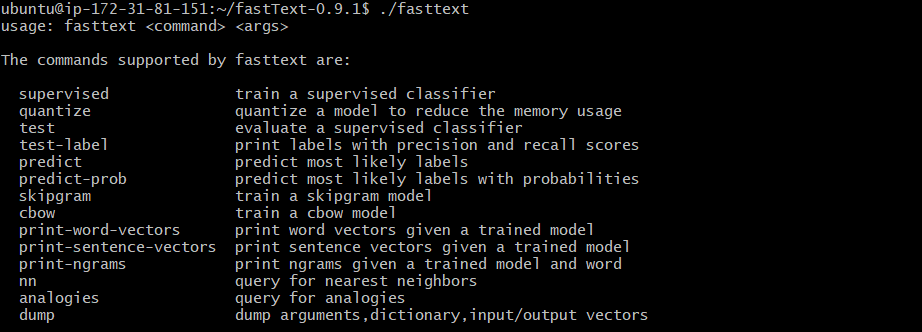 ubuntu@ip-172-31-81-151:~/fastText-0.9.1$ ./fasttext
usage: fasttext <command> <args>
The commands supported by fasttext are:
supervised train a supervised classifier
quantize quantize a model to reduce the memory usage
test evaluate a supervised classifier
test-label print labels with precision and recall scores
predict predict most likely labels
predict-prob predict most likely labels with probabilities
skipgram train a skipgram model
cbow train a cbow model
print-word-vectors print word vectors given a trained model
print-sentence-vectors print sentence vectors given a trained model
print-ngrams print ngrams given a trained model and word
nn query for nearest neighbors
analogies query for analogies
dump dump arguments,dictionary,input/output vectors